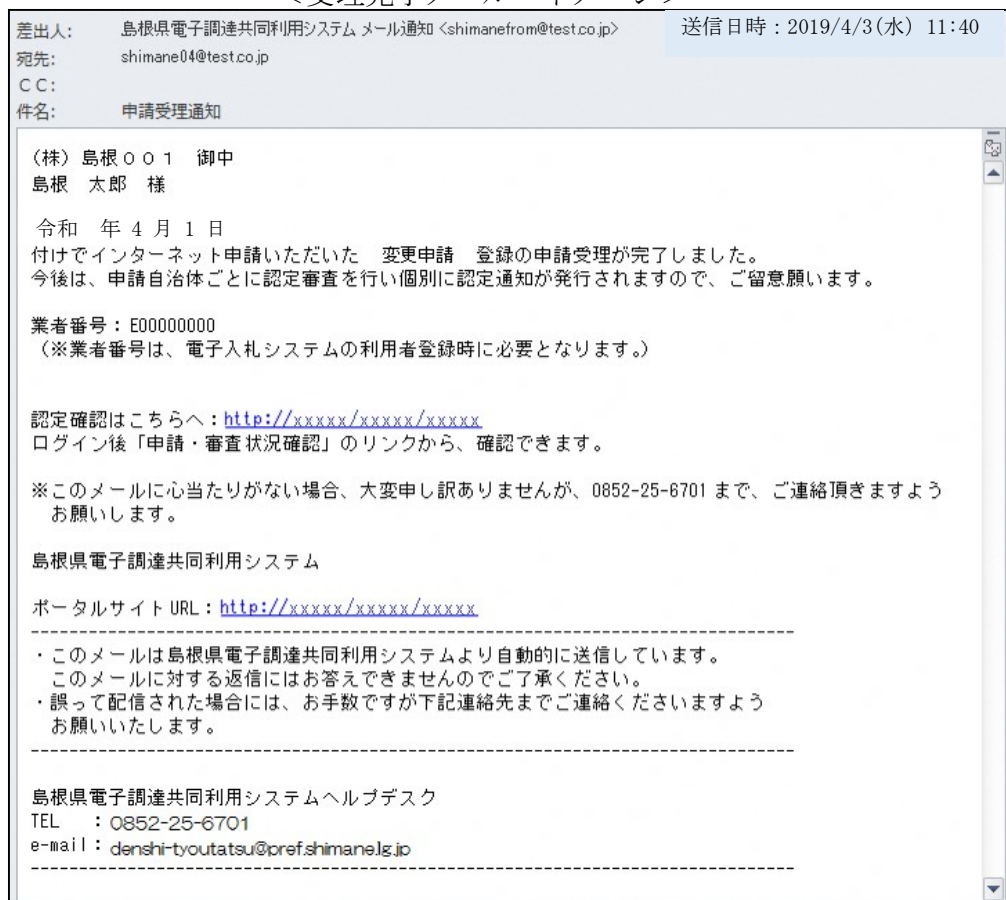 <受理完了メール イメージ>
差出人: 島根県電子調達共同利用システム メール通知 <shimanefrom@test.co.jp>
送信日時：2019/4/3(水) 11:40
宛先: shimane04@test.co.jp
ＣＣ:
件名: 申請受理通知
（株）島根００１　御中
島根　太郎　様
令和　年 4 月 1 日
付けでインターネット申請いただいた　変更申請　登録の申請受理が完了しました。
今後は、申請自治体ごとに認定審査を行い個別に認定通知が発行されますので、ご留意願います。
業者番号：E00000000
（※業者番号は、電子入札システムの利用者登録時に必要となります。）
認定確認はこちらへ：http://xxxxx/xxxxx/xxxxx
ログイン後「申請・審査状況確認」のリンクから、確認できます。
※このメールに心当たりがない場合、大変申し訳ありませんが、0852-25-6701 まで、ご連絡頂きますよう
お願いします。
島根県電子調達共同利用システム
ポータルサイト URL：http://xxxxx/xxxxx/xxxxx
--------------------------------------------------------------------------------
・このメールは島根県電子調達共同利用システムより自動的に送信しています。
このメールに対する返信にはお答えできませんのでご了承ください。
・誤って配信された場合には、お手数ですが下記連絡先までご連絡くださいますよう
お願いいたします。
--------------------------------------------------------------------------------
島根県電子調達共同利用システムヘルプデスク
TEL　：0852-25-6701
e-mail：denshi-tyoutatsu@pref.shimane.lg.jp
--------------------------------------------------------------------------------